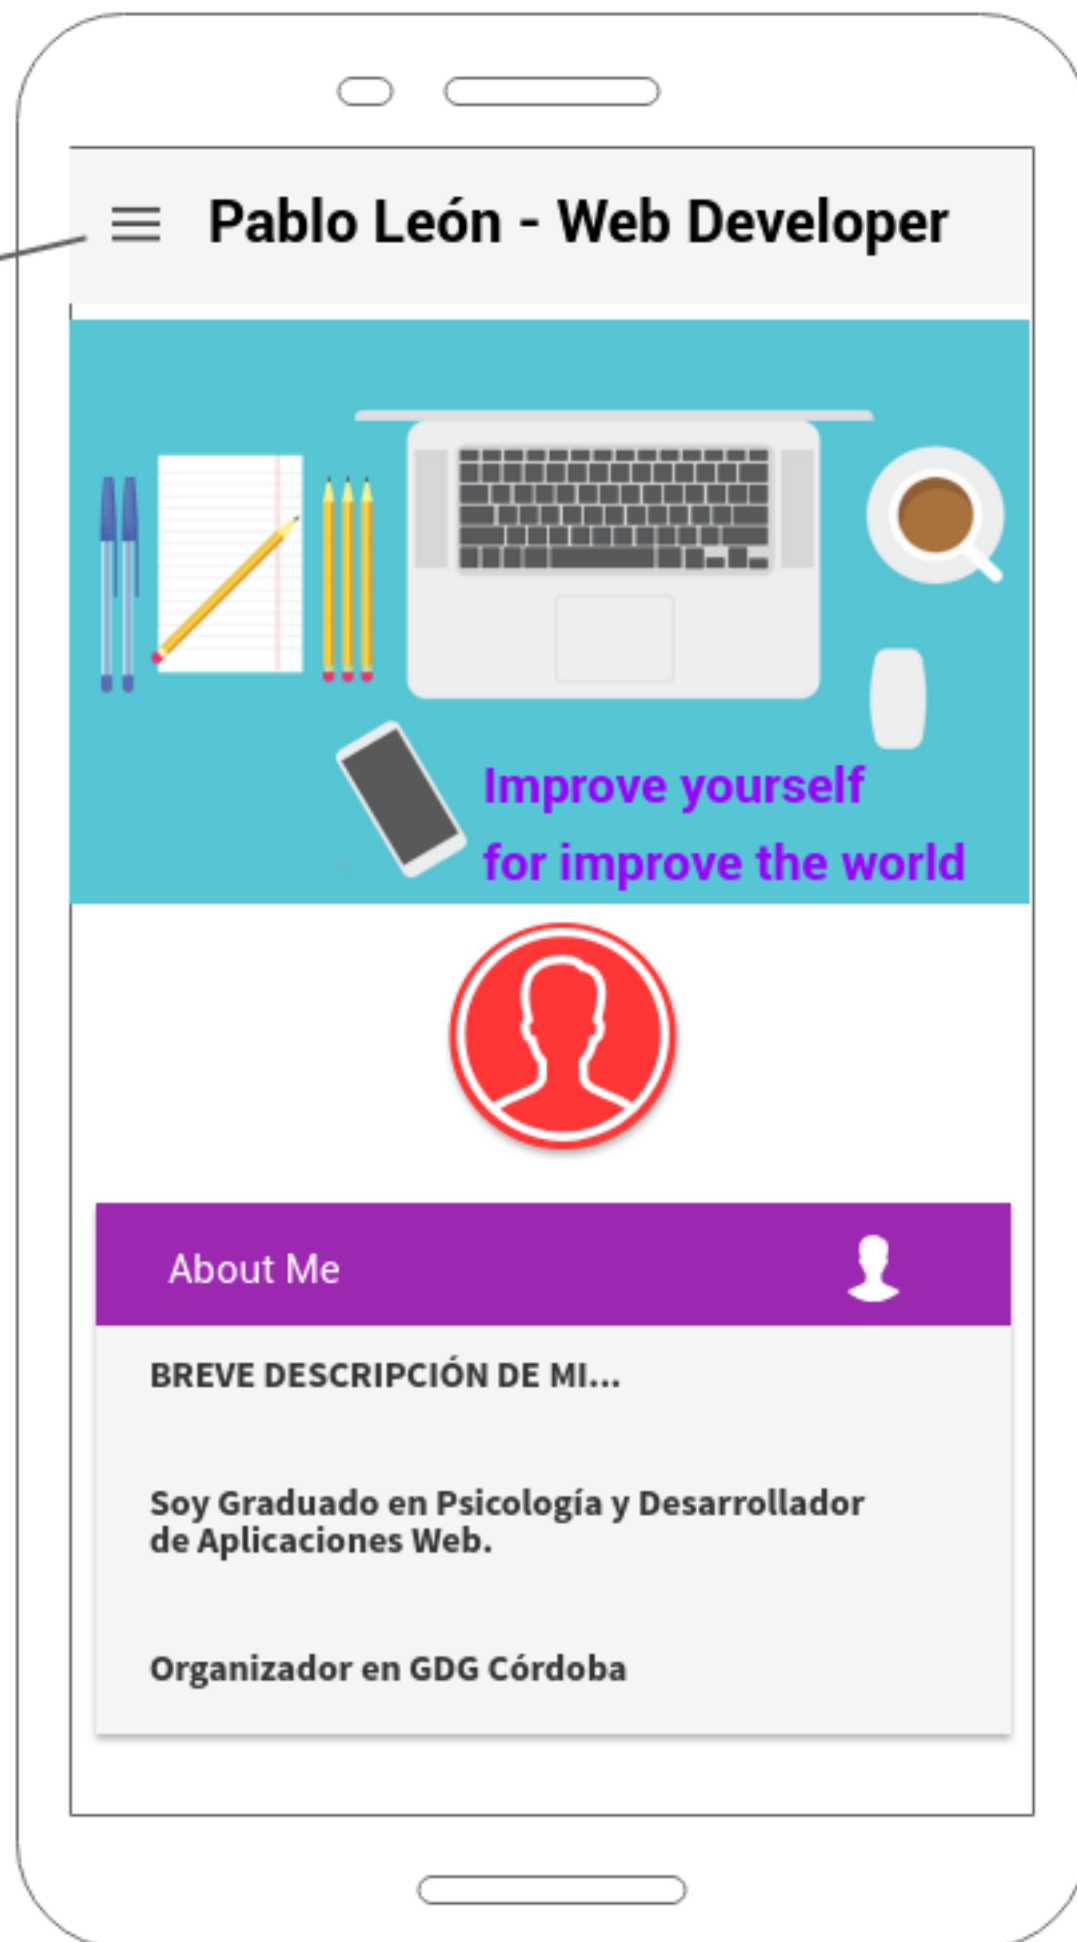 Pablo León - Web Developer
Improve yourself
for improve the world
About Me
BREVE DESCRIPCIÓN DE MI...
Soy Graduado en Psicología y Desarrollador
de Aplicaciones Web.
Organizador en GDG Córdoba